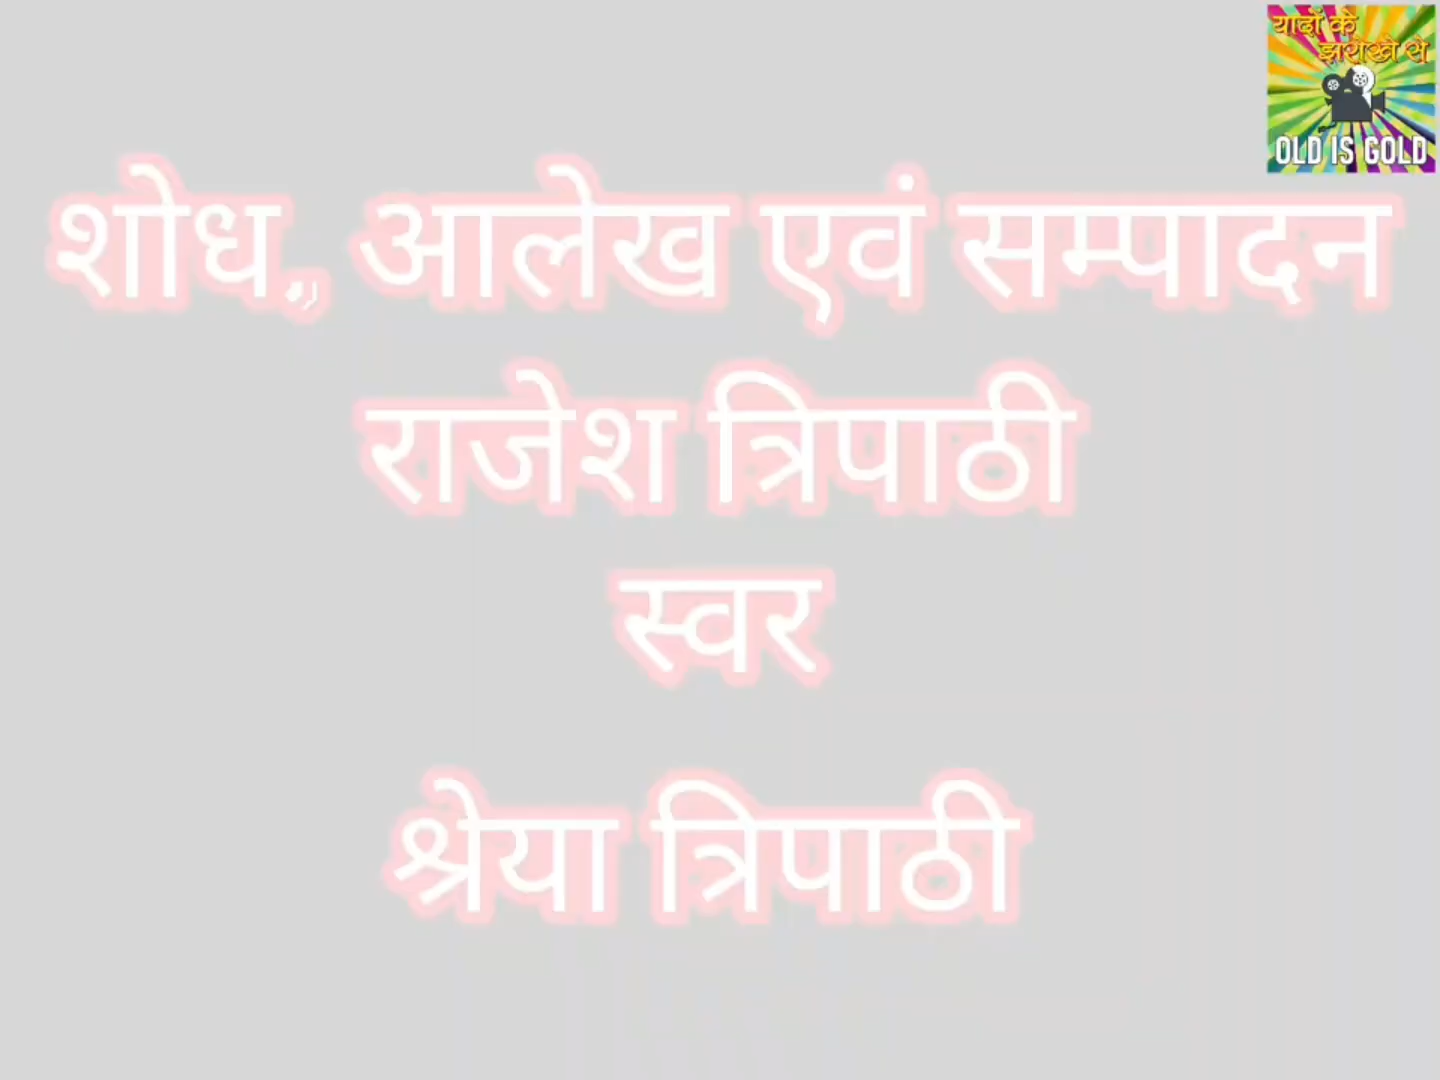 यादों के
झरोखे से
OLD IS GOLD
शोध,, आलेख एवं सम्पादन
राजेश त्रिपाठी
स्वर
श्रेया त्रिपाठी